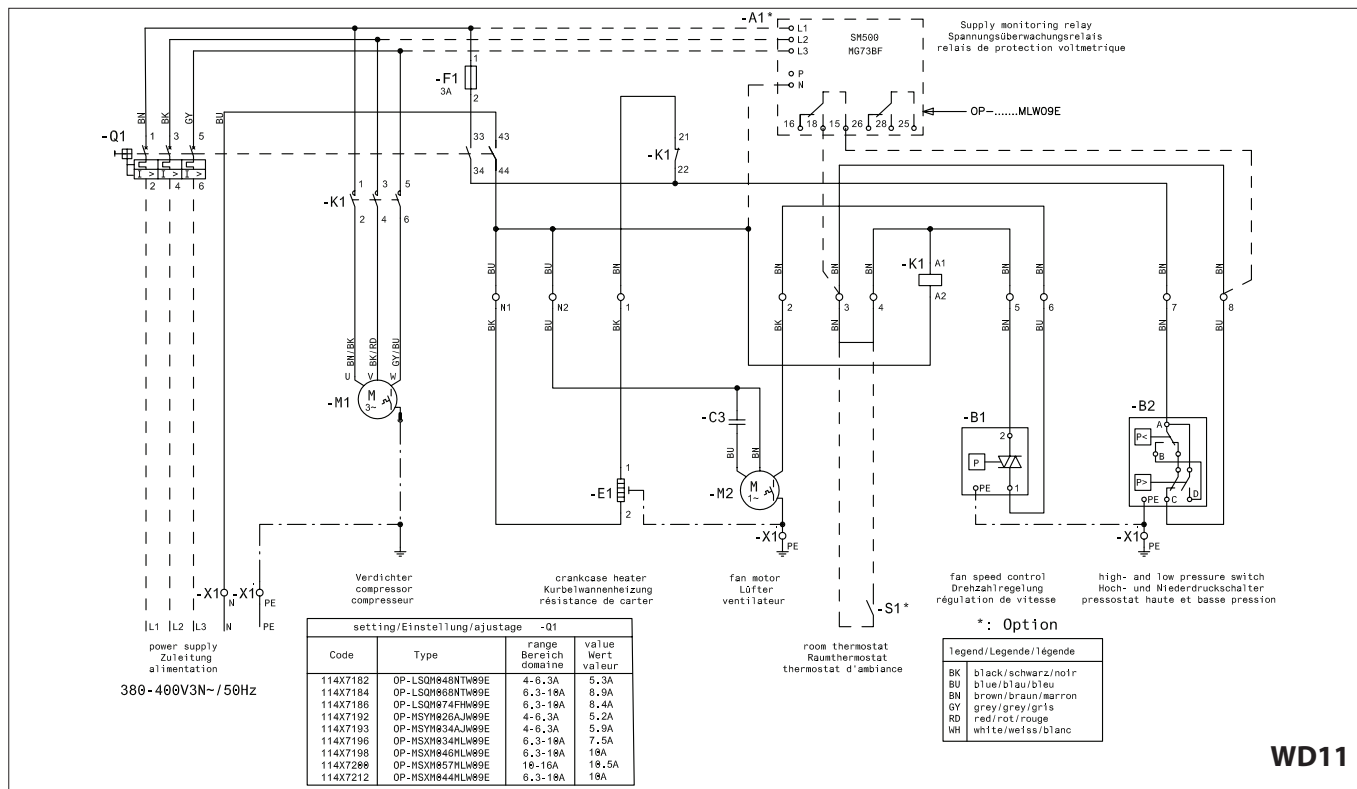 -A1*
L1
L2
L3
P
N
SM500
MG73BF
16 18 15 26 28 25
Supply monitoring relay
Spannungsüberwachungsrelais
relais de protection voltmetrique
OP-.......MLW09E
-F1
3A
1
2
BN
BK
GY
BU
-Q1
1 3 5
I > I > I >
2 4 6
33 43
34 44
21
-K1
22
-K1
1 3 5
2 4 6
-K1
A1
A2
BU
BU
BN
BN
BN
BN
BN
BN
BN
BN
N1
N2
1
2
3
4
5
6
7
8
BK
BU
BK
BK
BN
BN
BN
BU
BN
BU
BN/BK
BK/RD
GY/BU
U V W
-M1
M
3~
-C3
BU
BN
-M2
M
1~
-E1
1
2
-B1
2
P
PE
1
-B2
A
P<
B
P>
PE
C
D
-X1
PE
-X1
PE
-X1
N
-X1
PE
L1
L2
L3
N
PE
-S1*
power supply
Zuleitung
alimentation
380-400V3N~/50Hz
Verdichter
compressor
compresseur
crankcase heater
Kurbelwannenheizung
résistance de carter
fan motor
Lüfter
ventilateur
room thermostat
Raumthermostat
thermostat d'ambiance
fan speed control
Drehzahlregelung
régulation de vitesse
high- and low pressure switch
Hoch- und Niederdruckschalter
pressostat haute et basse pression
*: Option
setting/Einstellung/ajustage -Q1
Code Type range Bereich domaine value Wert valeur
114X7182 OP-LSQM048NTW09E 4-6.3A 5.3A
114X7184 OP-LSQM068NTW09E 6.3-10A 8.9A
114X7186 OP-LSQM074FHW09E 6.3-10A 8.4A
114X7192 OP-MSYM026AJW09E 4-6.3A 5.2A
114X7193 OP-MSYM034AJW09E 4-6.3A 5.9A
114X7196 OP-MSXM034MLW09E 6.3-10A 7.5A
114X7198 OP-MSXM046MLW09E 6.3-10A 10A
114X7200 OP-MSXM057MLW09E 10-16A 10.5A
114X7212 OP-MSXM044MLW09E 6.3-10A 10A
legend/Legende/légende
BK black/schwarz/noir
BU blue/blau/bleu
BN brown/braun/marron
GY grey/grey/gris
RD red/rot/rouge
WH white/weiss/blanc
WD11